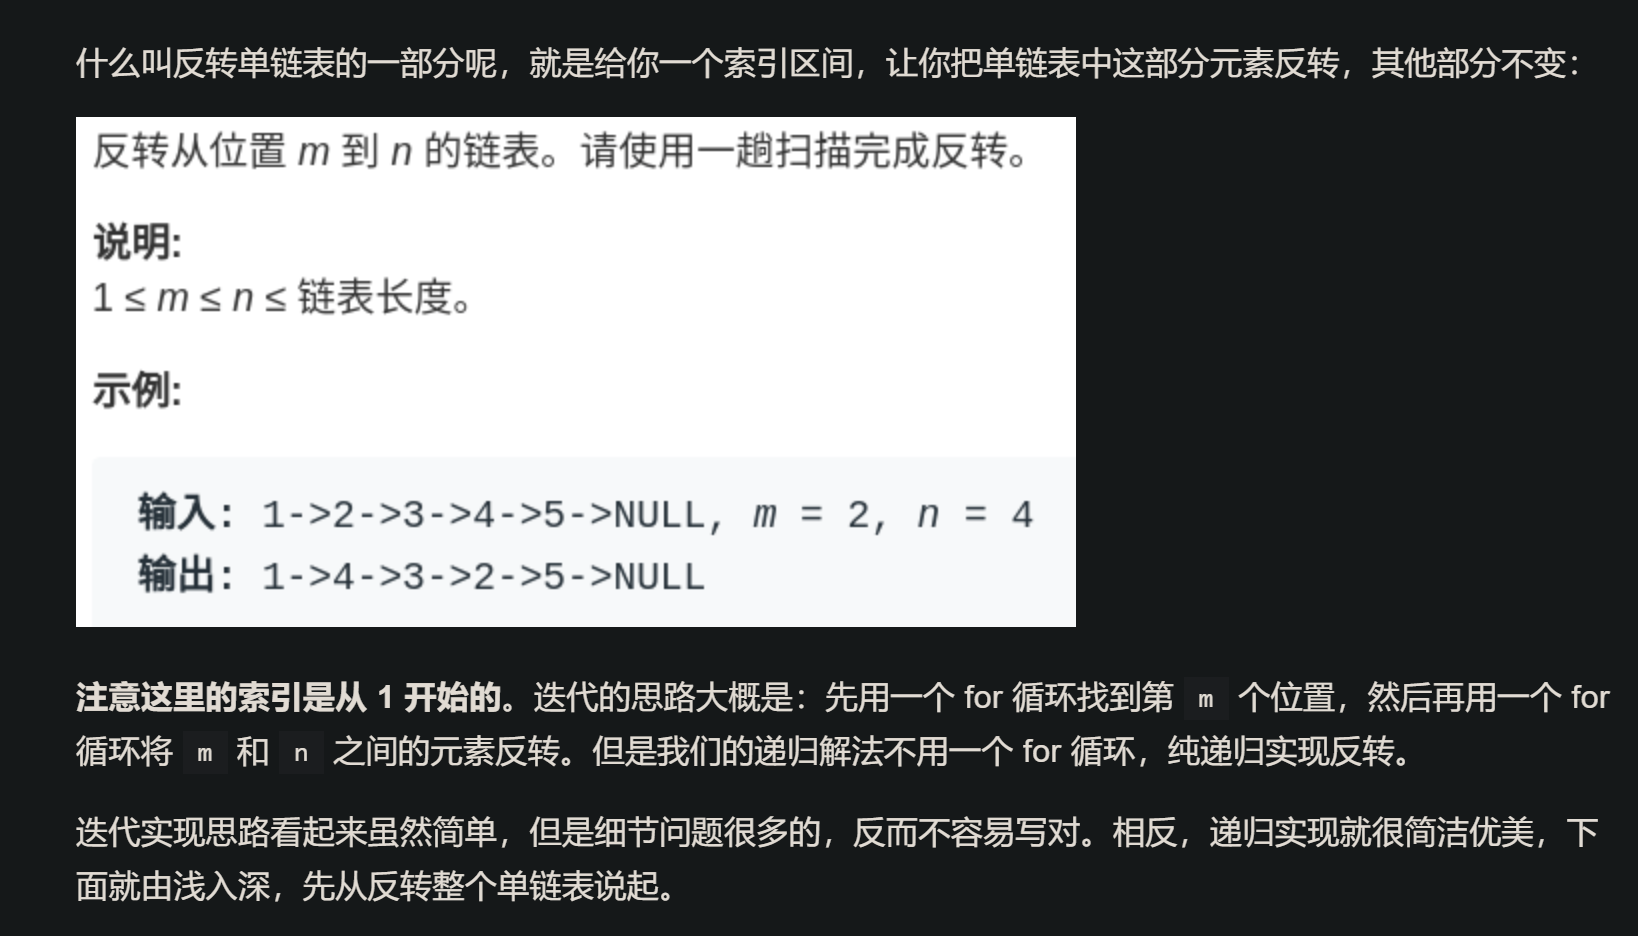 什么叫反转单链表的一部分呢，就是给你一个索引区间，让你把单链表中这部分元素反转，其他部分不变：
反转从位置 m 到 n 的链表。请使用一趟扫描完成反转。
说明:
1 ≤ m ≤ n ≤ 链表长度。
示例:
输入: 1->2->3->4->5->NULL, m = 2, n = 4
输出: 1->4->3->2->5->NULL
注意这里的索引是从 1 开始的。迭代的思路大概是：先用一个 for 循环找到第 m 个位置，然后再用一个 for
循环将 m 和 n 之间的元素反转。但是我们的递归解法不用一个 for 循环，纯递归实现反转。
迭代实现思路看起来虽然简单，但是细节问题很多的，反而不容易写对。相反，递归实现就很简洁优美，下
面就由浅入深，先从反转整个单链表说起。